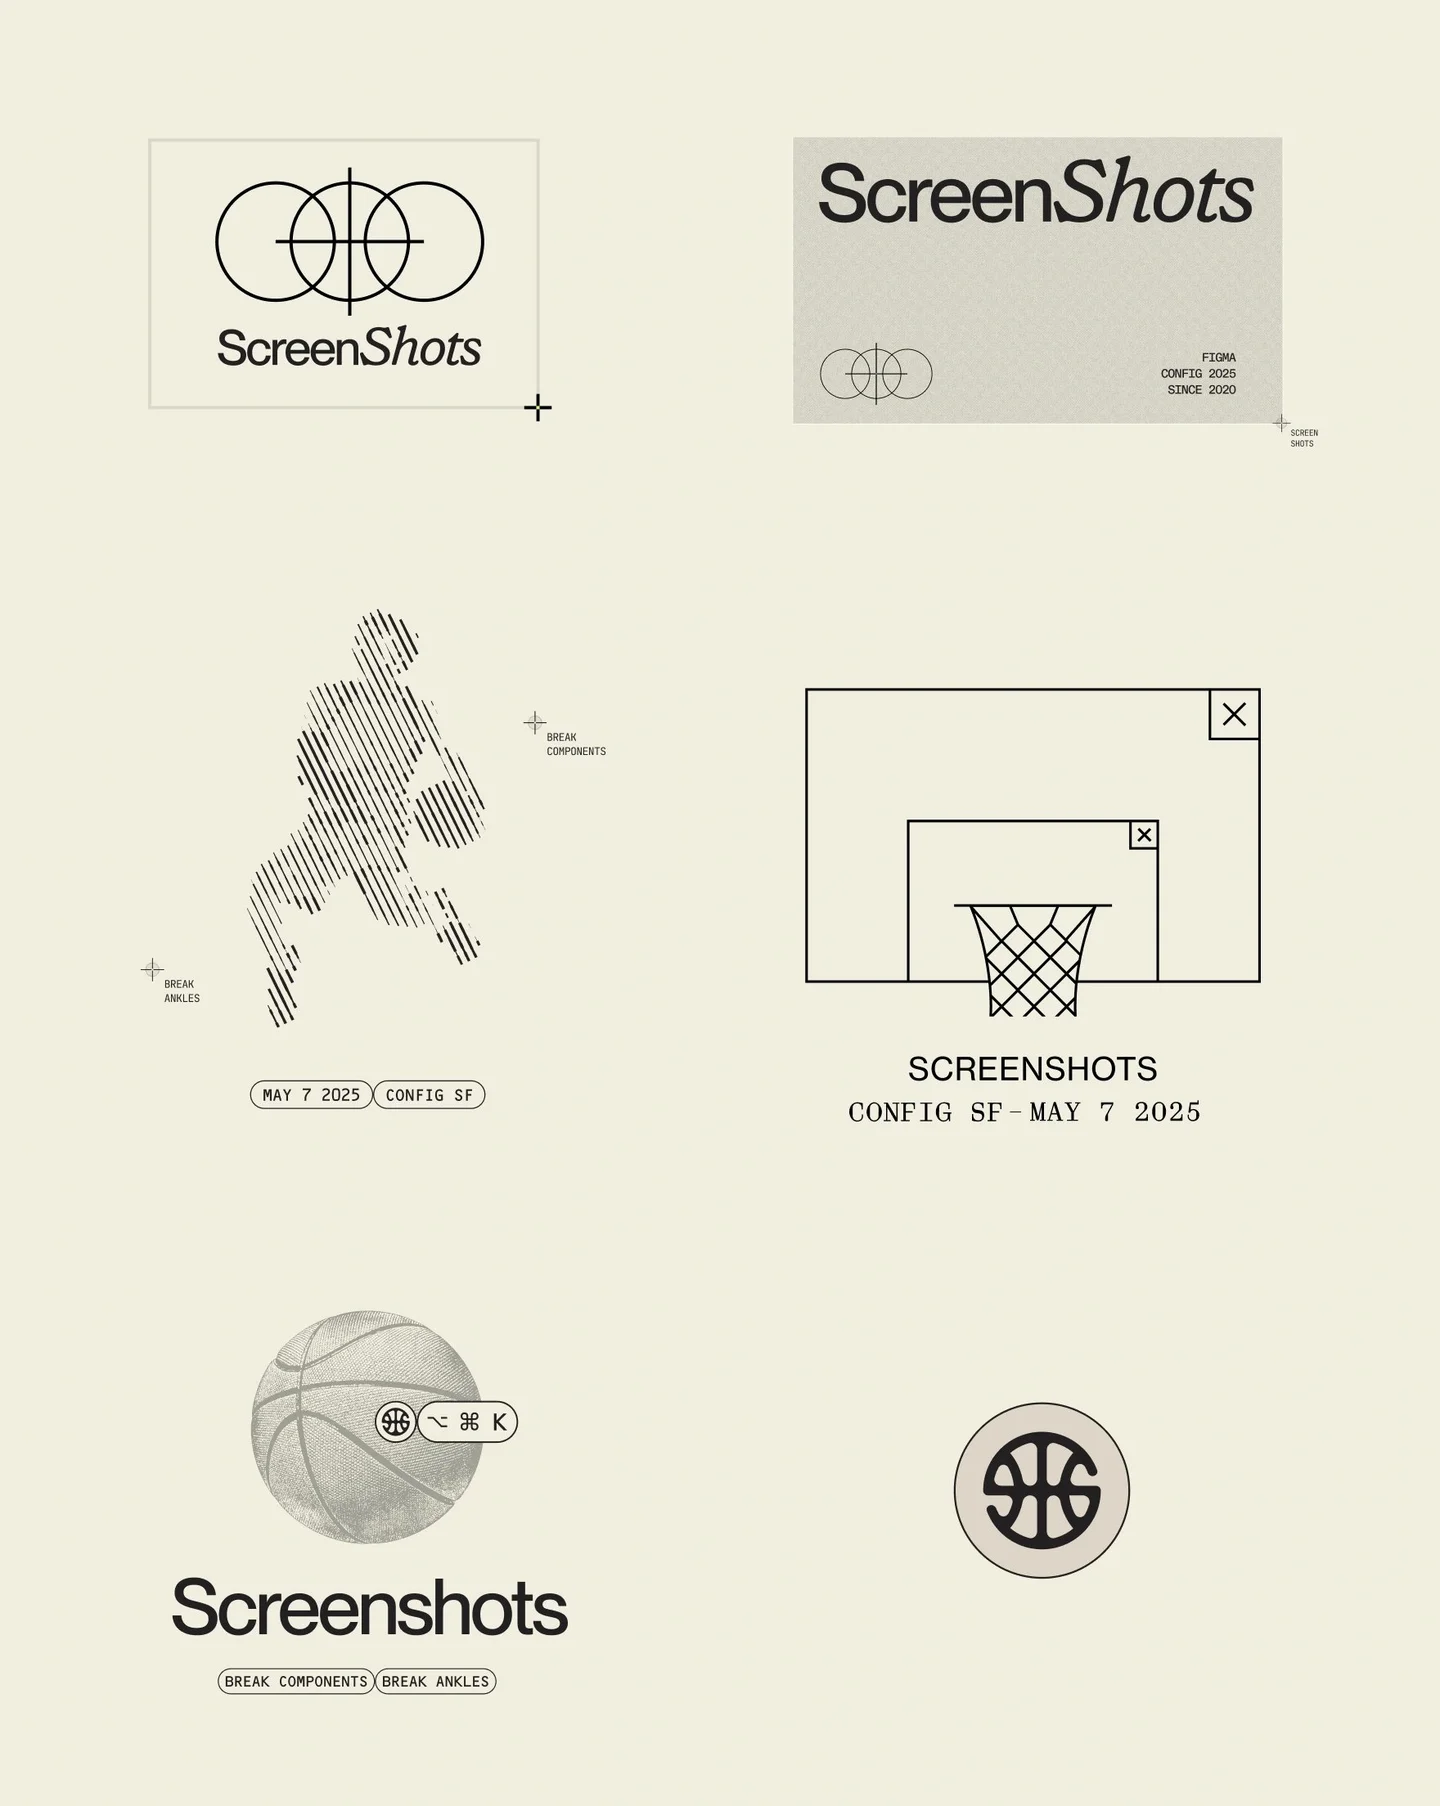 ScreenShots
ScreenShots
FIGMA
CONFIG 2025
SINCE 2020
SCREEN
SHOTS
BREAK
COMPONENTS
BREAK
ANKLES
MAY 7 2025 CONFIG SF
SCREENSHOTS
CONFIG SF – MAY 7 2025
⌥ ⌘ K
Screenshots
BREAK COMPONENTS BREAK ANKLES